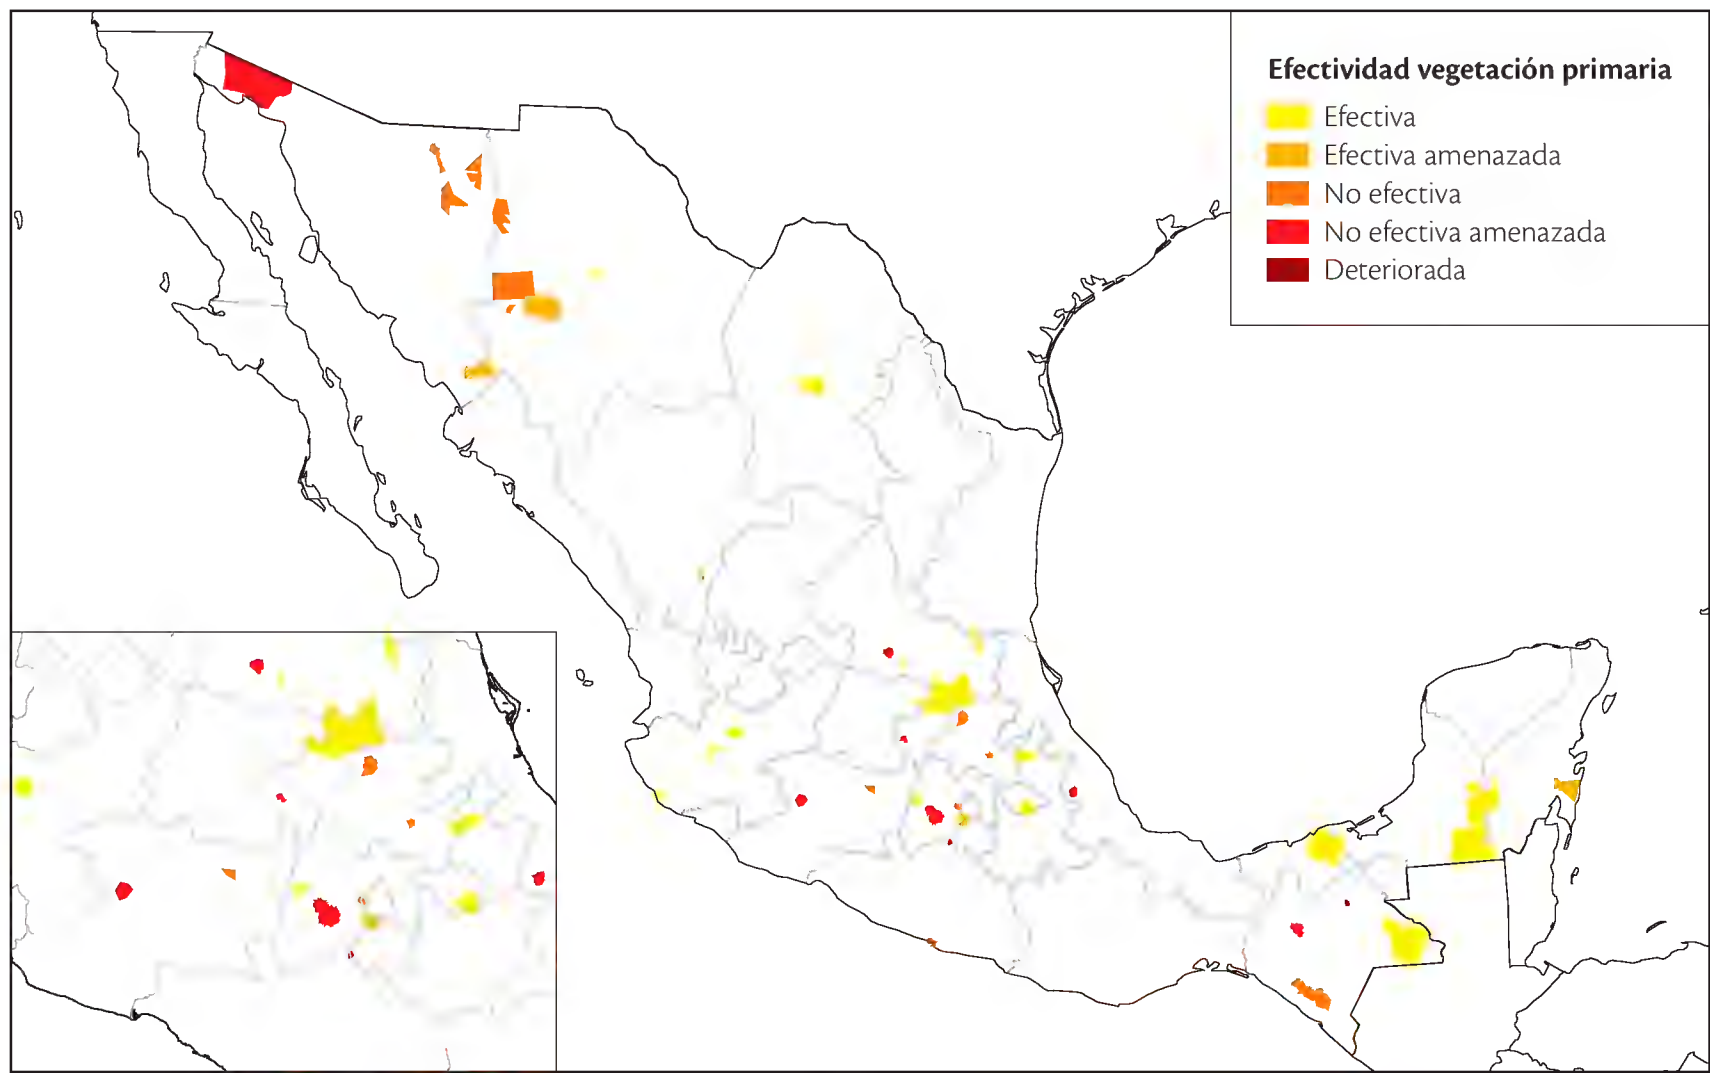 Efectividad vegetación primaria
Efectiva
Efectiva amenazada
No efectiva
No efectiva amenazada
Deteriorada